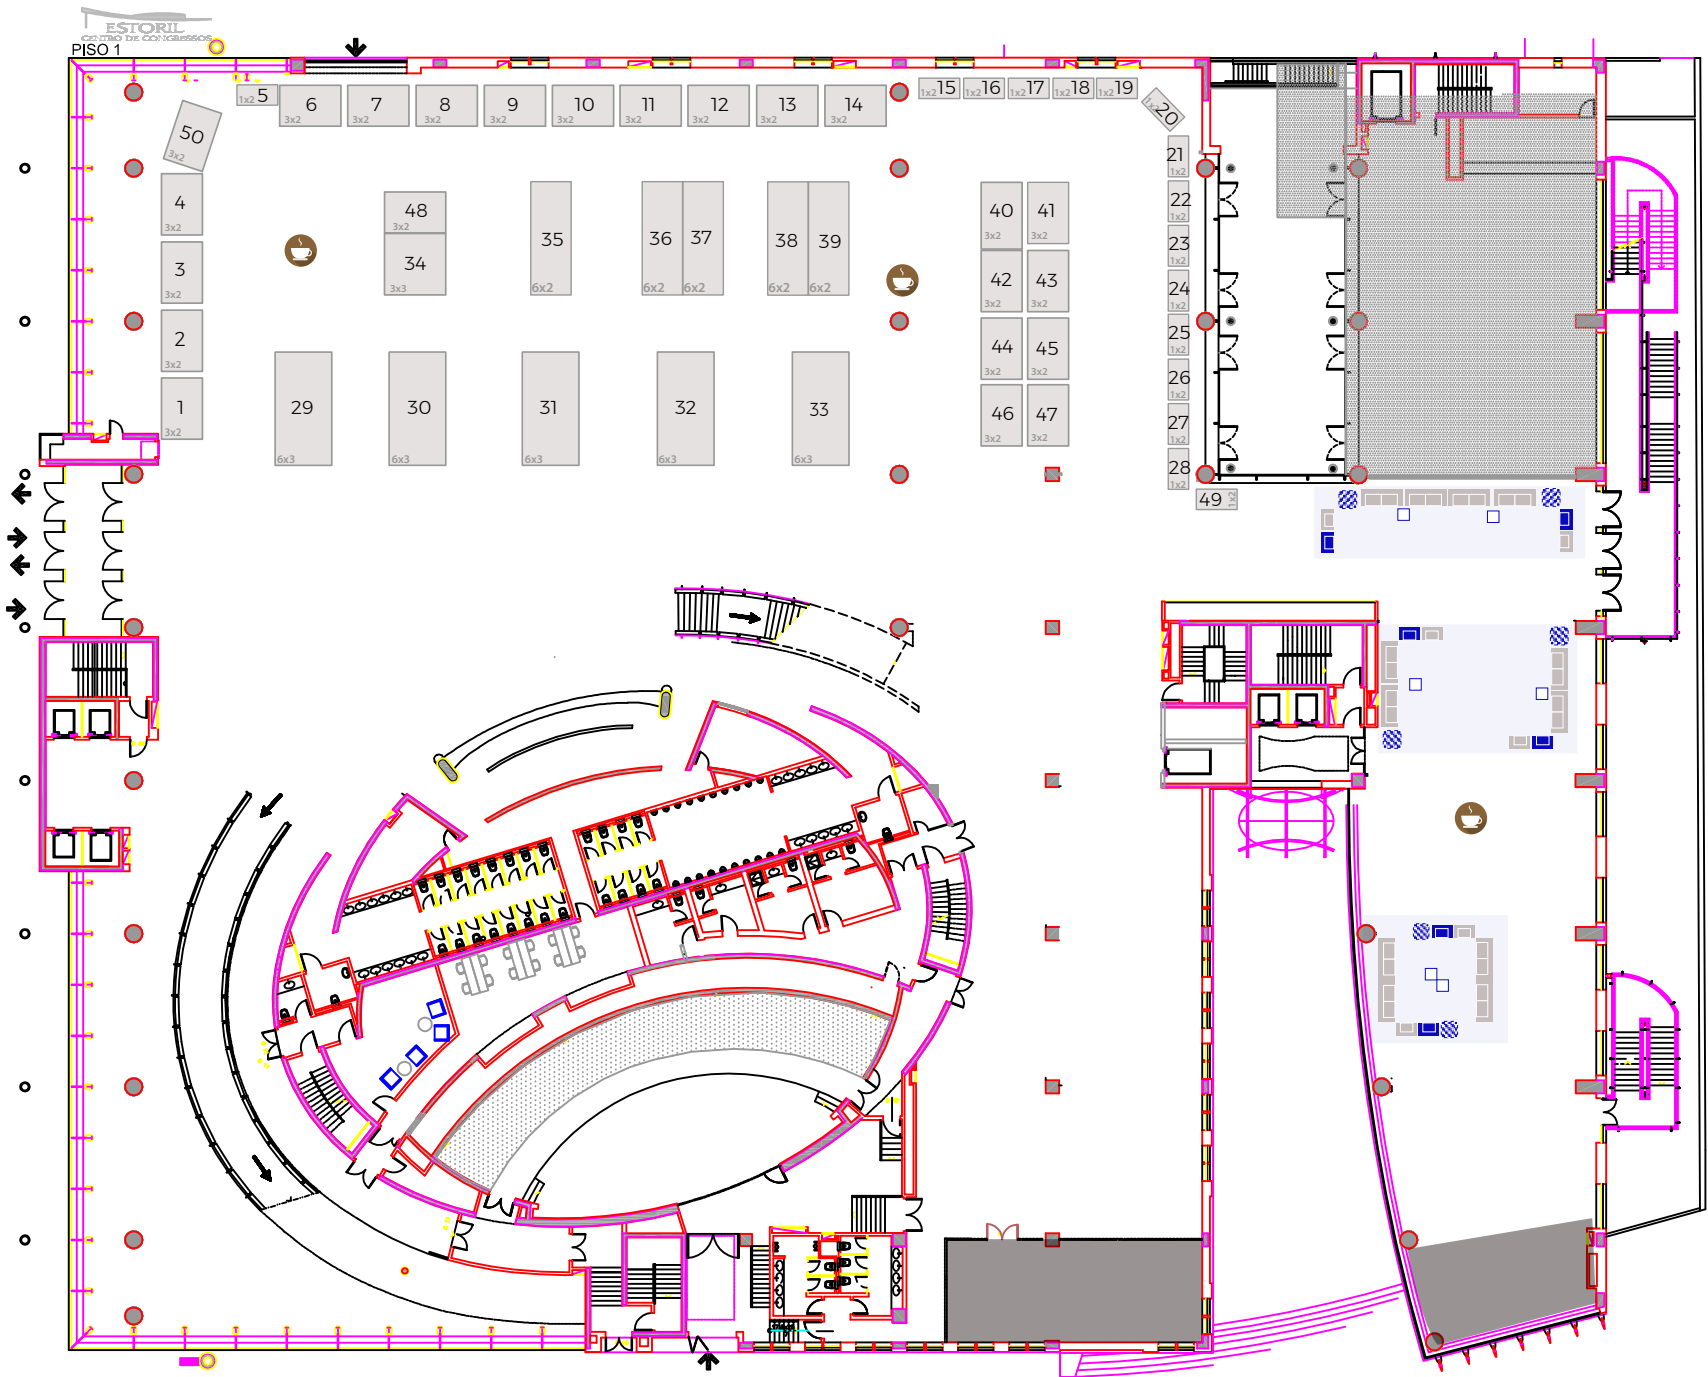 ESTORIL
CENTRO DE CONGRESSOS
PISO 1
1x2 5
6 3x2
7 3x2
8 3x2
9 3x2
10 3x2
11 3x2
12 3x2
13 3x2
14 3x2
1x2 15
1x2 16
1x2 17
1x2 18
1x2 19
1x2 20
50 3x2
4 3x2
3 3x2
2 3x2
1 3x2
48 3x2
34 3x3
35 6x2
36 6x2
37 6x2
38 6x2
39 6x2
40 3x2
41 3x2
42 3x2
43 3x2
44 3x2
45 3x2
46 3x2
47 3x2
21 1x2
22 1x2
23 1x2
24 1x2
25 1x2
26 1x2
27 1x2
28 1x2
49 1x2
29 6x3
30 6x3
31 6x3
32 6x3
33 6x3